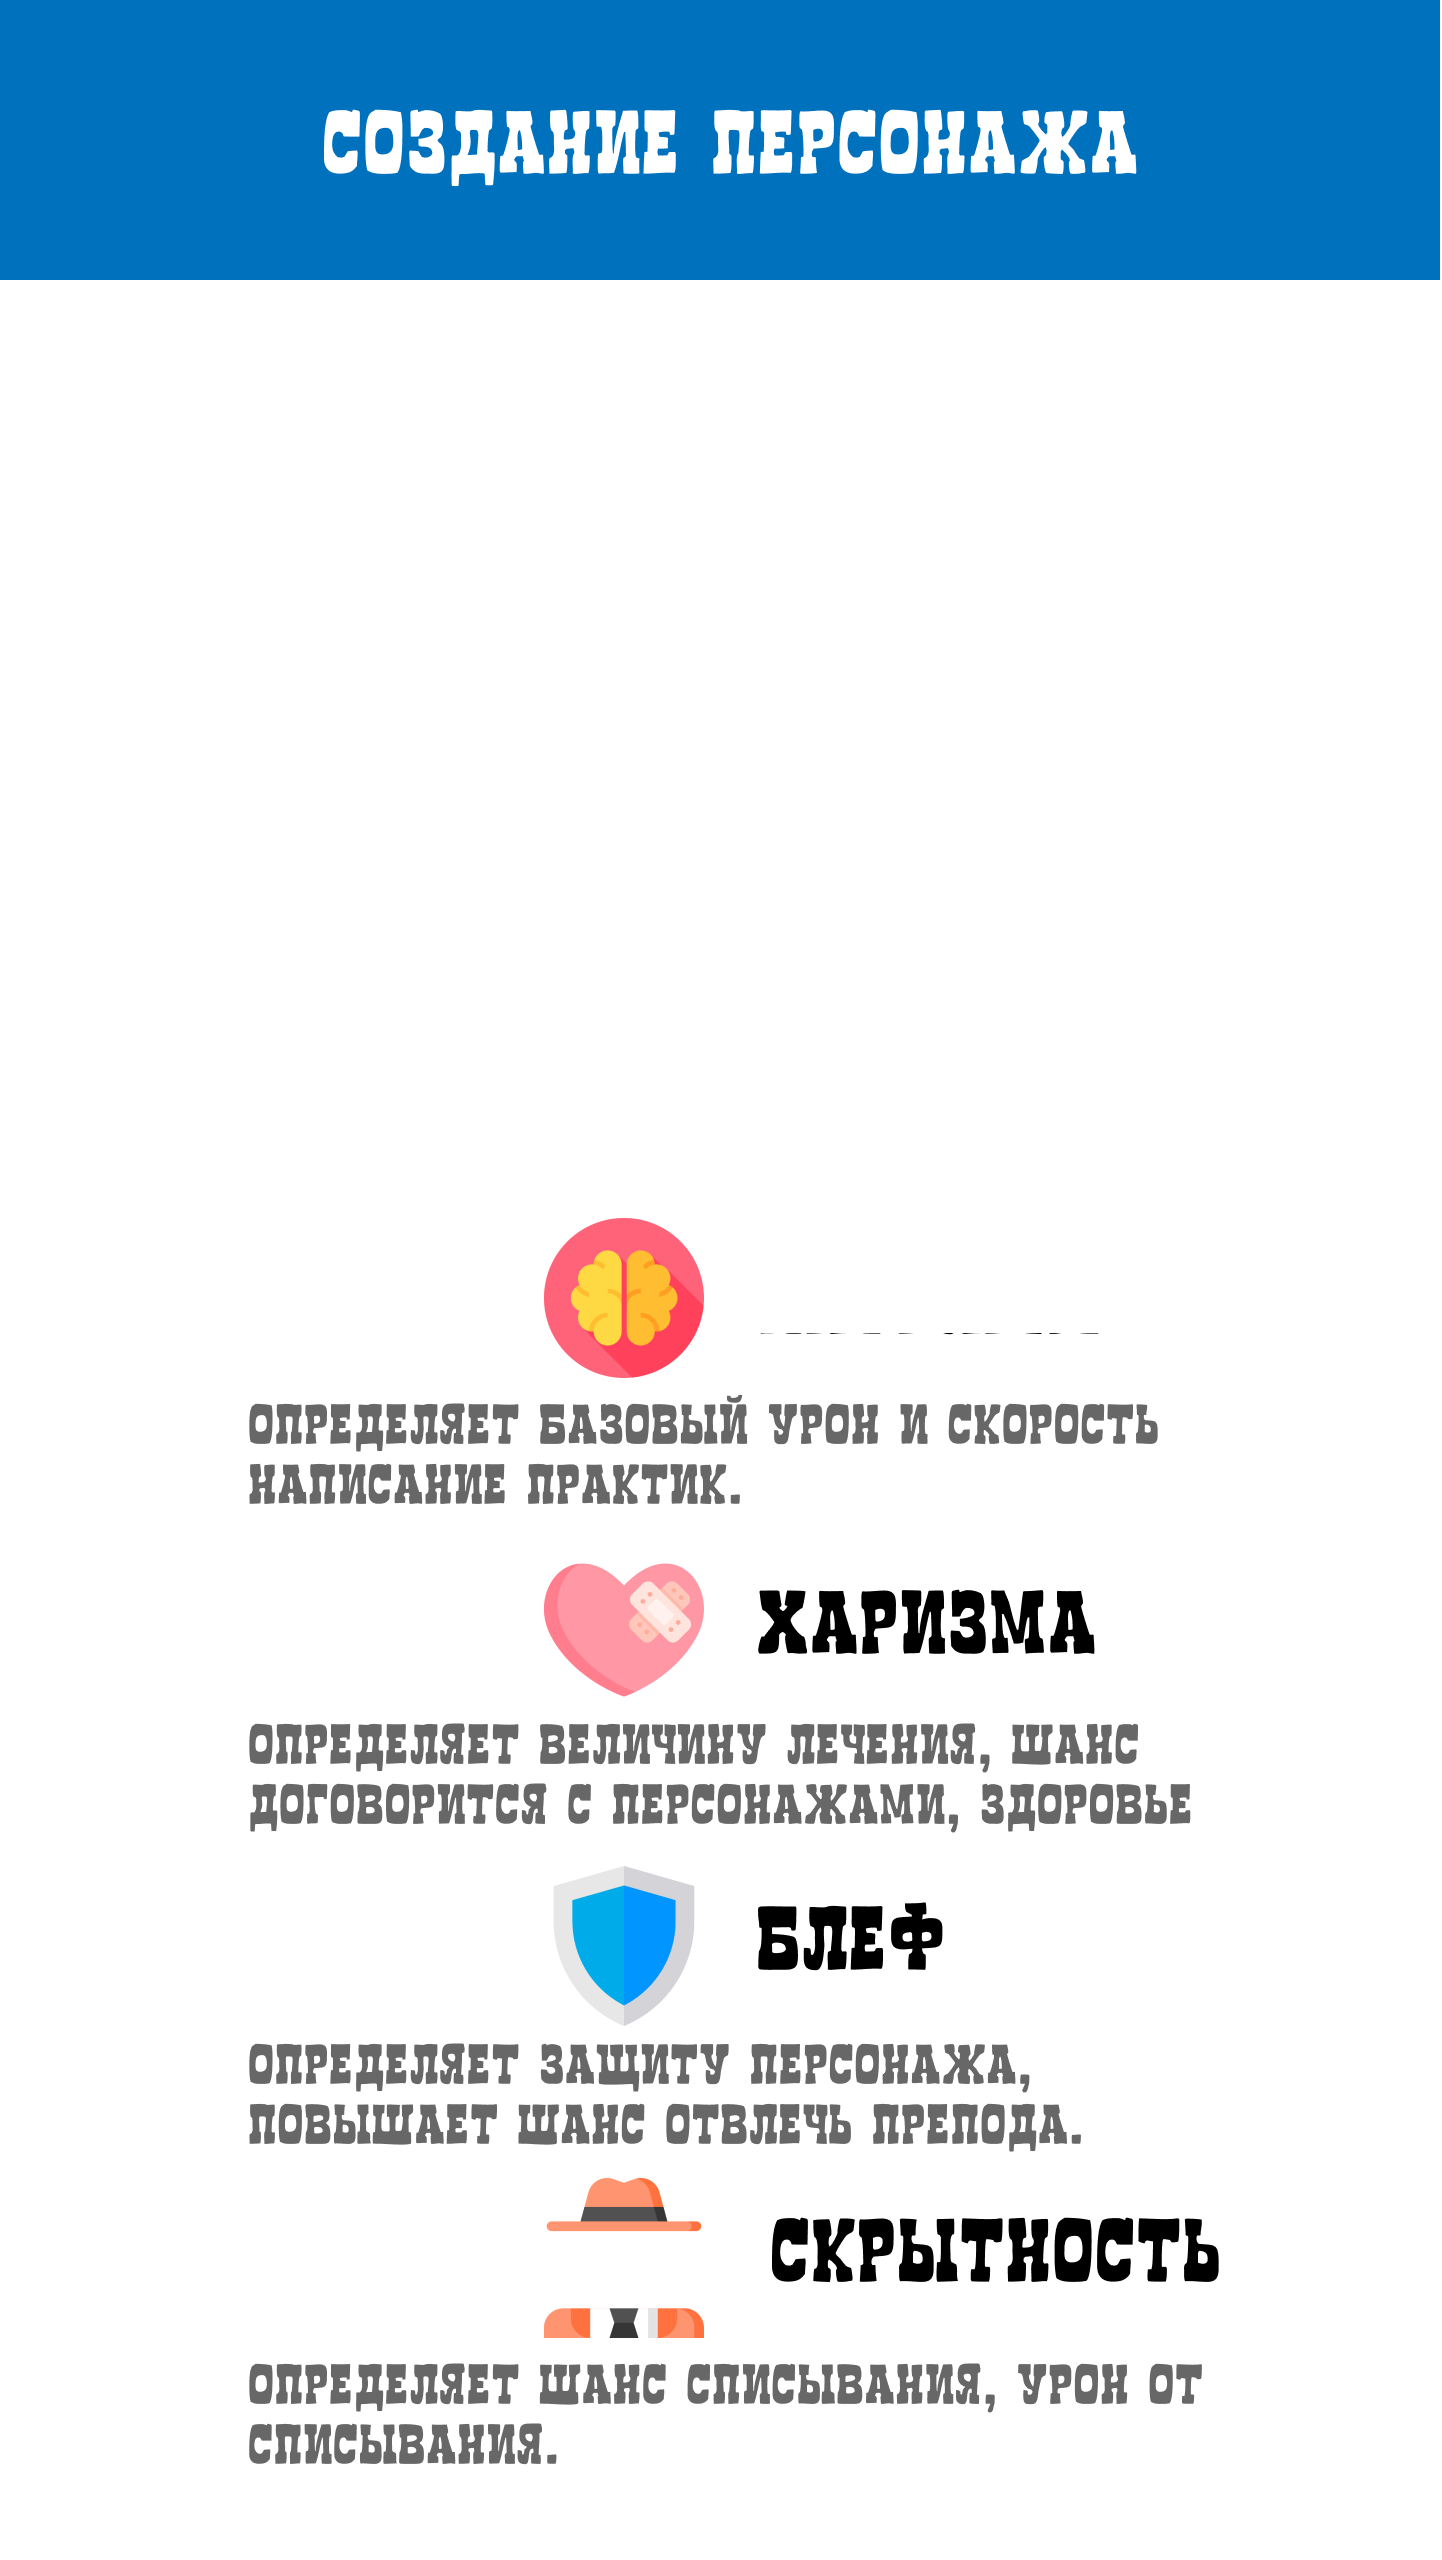 СОЗДАНИЕ ПЕРСОНАЖА
ОПРЕДЕЛЯЕТ БАЗОВЫЙ УРОН И СКОРОСТЬ
НАПИСАНИЕ ПРАКТИК.
ХАРИЗМА
ОПРЕДЕЛЯЕТ ВЕЛИЧИНУ ЛЕЧЕНИЯ, ШАНС
ДОГОВОРИТСЯ С ПЕРСОНАЖАМИ, ЗДОРОВЬЕ
БЛЕФ
ОПРЕДЕЛЯЕТ ЗАЩИТУ ПЕРСОНАЖА,
ПОВЫШАЕТ ШАНС ОТВЛЕЧЬ ПРЕПОДА.
СКРЫТНОСТЬ
ОПРЕДЕЛЯЕТ ШАНС СПИСЫВАНИЯ, УРОН ОТ
СПИСЫВАНИЯ.